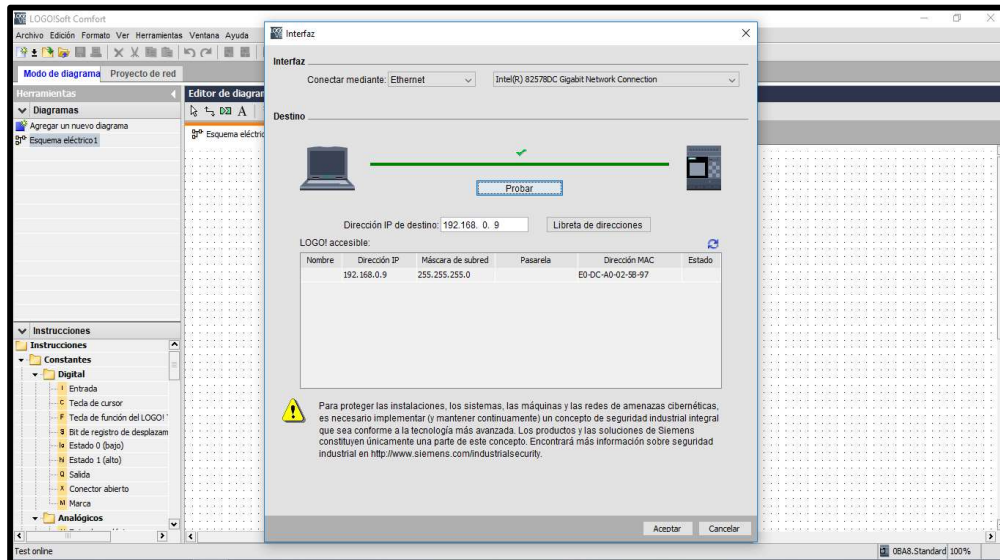 LOGO!Soft Comfort
Archivo Edición Formato Ver Herramientas Ventana Ayuda
Modo de diagrama Proyecto de red
Herramientas
Diagramas
Agregar un nuevo diagrama
Esquema eléctrico1
Instrucciones
Instrucciones
Constantes
Digital
I Entrada
C Tecla de cursor
F Tecla de función del LOGO!
S Bit de registro de desplazam
lo Estado 0 (bajo)
hi Estado 1 (alto)
Q Salida
X Conector abierto
M Marca
Analógicos
Test online
Editor de diagra
A
Esquema eléctric
Interfaz
Interfaz
Conectar mediante: Ethernet Intel(R) 82578DC Gigabit Network Connection
Destino
Probar
Dirección IP de destino: 192.168. 0. 9 Libreta de direcciones
LOGO! accesible:
Nombre Dirección IP Máscara de subred Pasarela Dirección MAC Estado
192.168.0.9 255.255.255.0 E0-DC-A0-02-5B-97
Para proteger las instalaciones, los sistemas, las máquinas y las redes de amenazas cibernéticas,
es necesario implementar (y mantener continuamente) un concepto de seguridad industrial integral
que sea conforme a la tecnología más avanzada. Los productos y las soluciones de Siemens
constituyen únicamente una parte de este concepto. Encontrará más información sobre seguridad
industrial en http://www.siemens.com/industrialsecurity.
Aceptar Cancelar
0BA8.Standard 100%